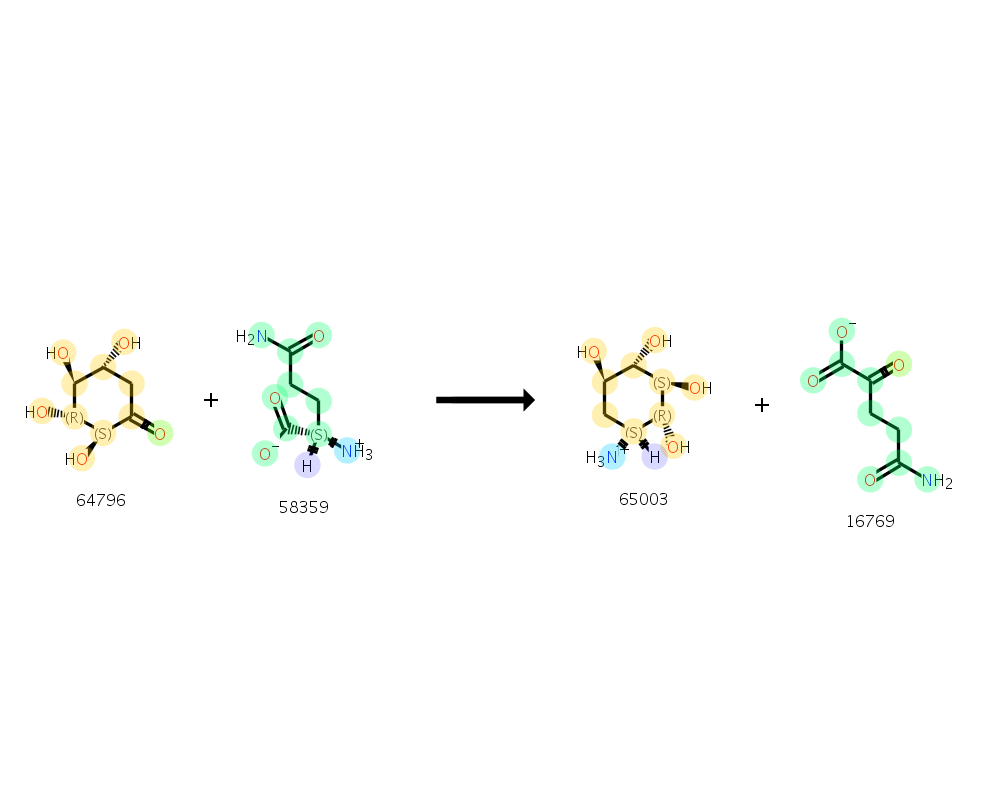 HO OH HO (R) (S) HO O
64796
+
H2N O O O− (S) NH3+ H
58359
HO OH (S) OH (R) OH (S) H3N+ H
65003
+
O− O O O NH2
16769